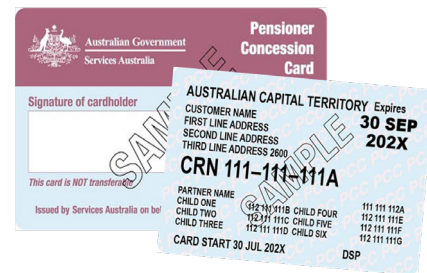 Australian Government
Services Australia
Pensioner
Concession
Card
Signature of cardholder
SAMPLE
This card is NOT transferable
Issued by Services Australia on bel
AUSTRALIAN CAPITAL TERRITORY Expires
CUSTOMER NAME 30 SEP
FIRST LINE ADDRESS 202X
SECOND LINE ADDRESS
THIRD LINE ADDRESS 2600
CRN 111–111–111A
SAMPLE
PARTNER NAME
CHILD ONE 112 111 111B CHILD FOUR 111 111 112A
CHILD TWO 112 111 111C CHILD FIVE 112 111 111E
CHILD THREE 112 111 111D CHILD SIX 112 111 111F
112 111 111G
CARD START 30 JUL 202X DSP